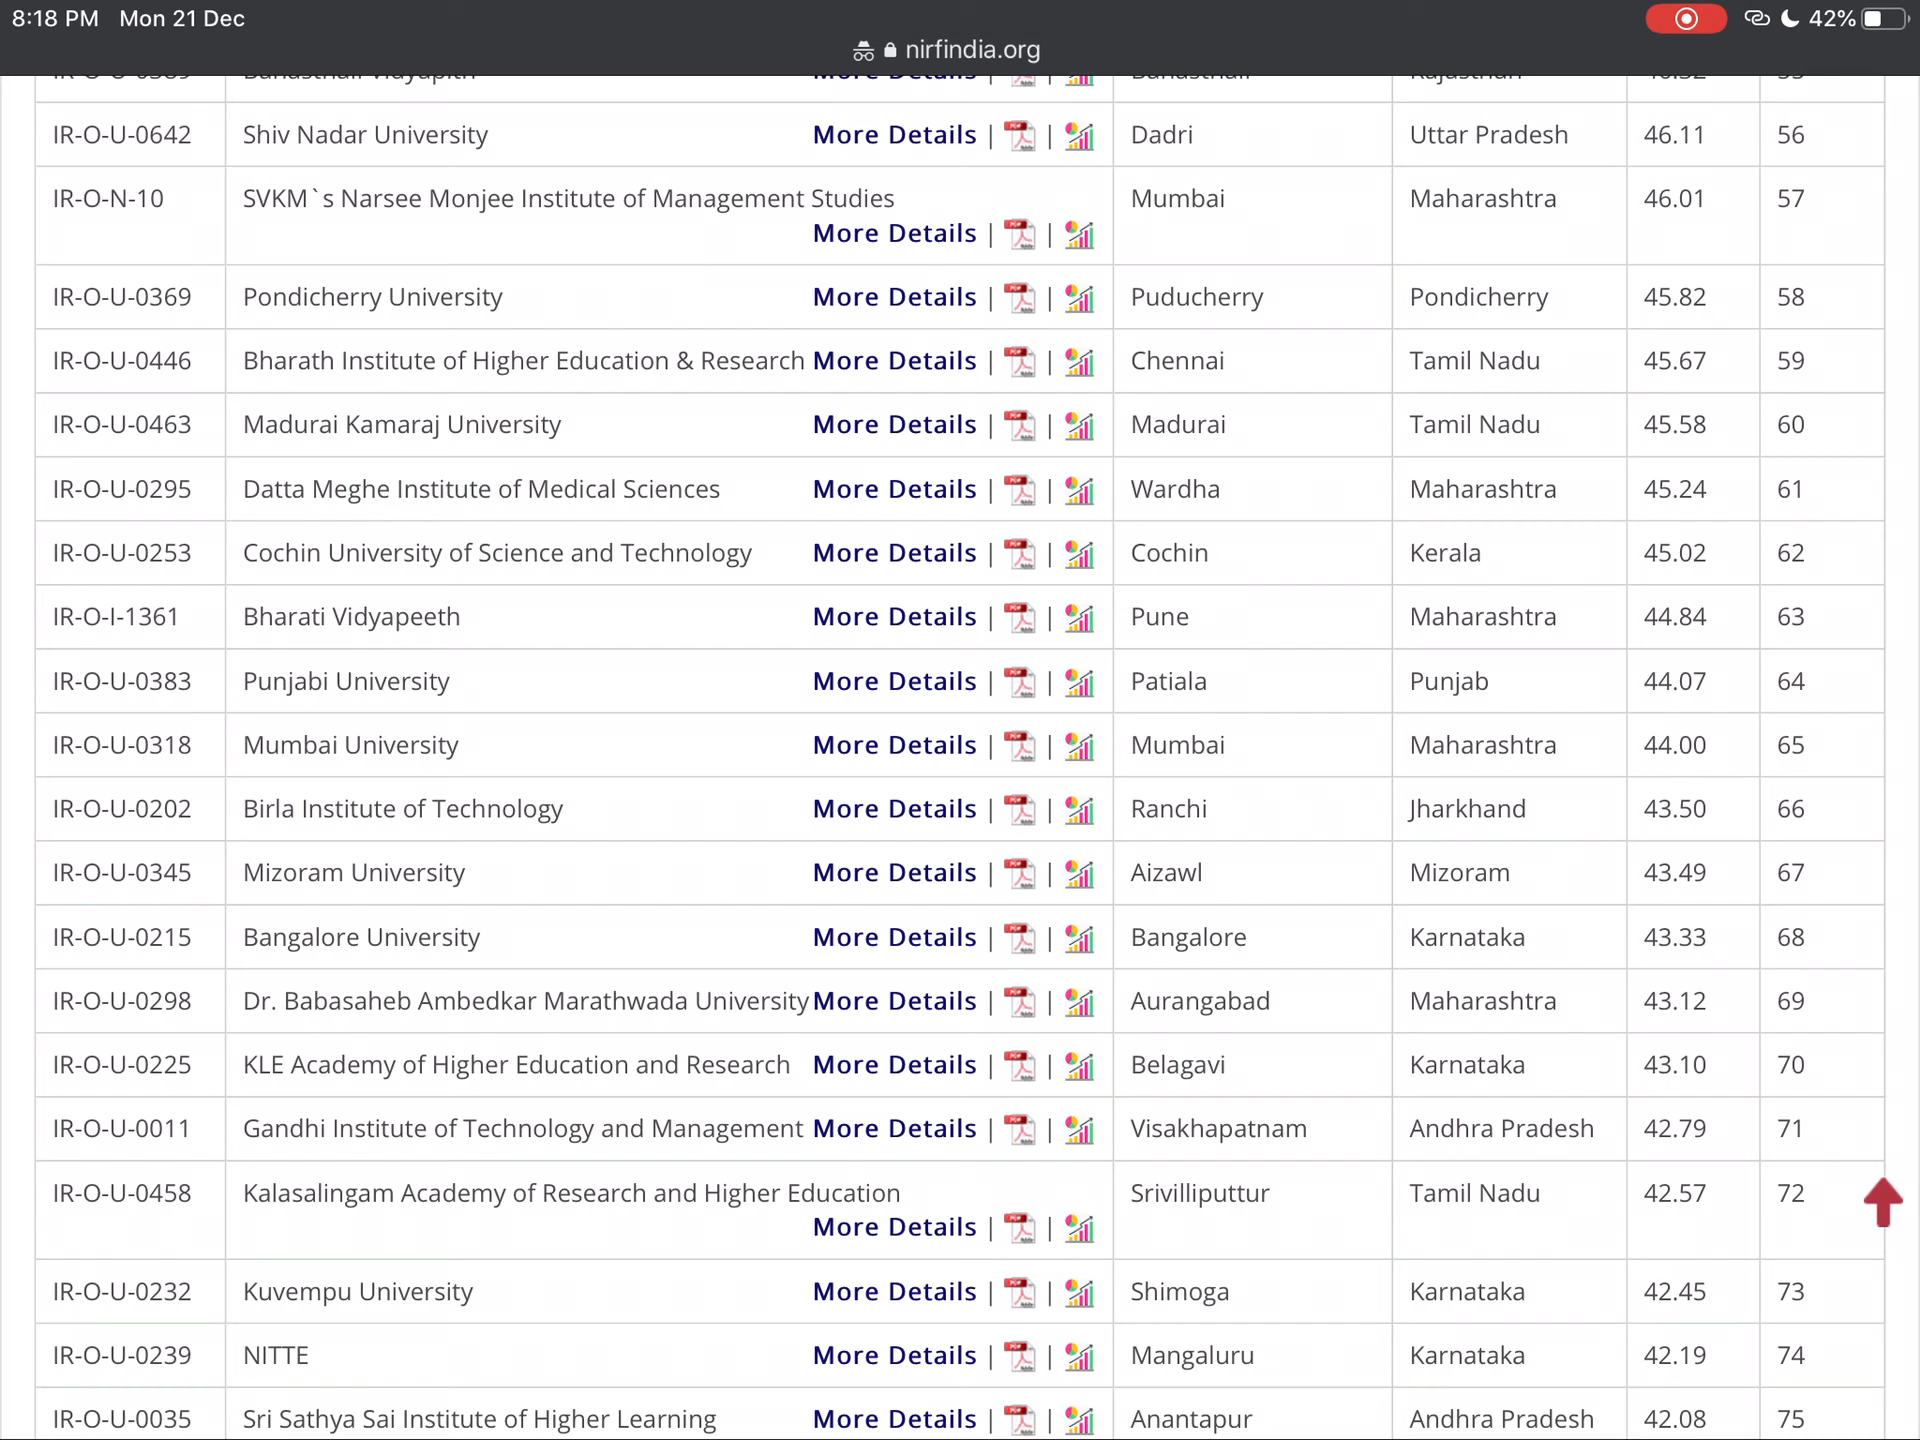 8:18 PM Mon 21 Dec 42%
nirfindia.org
IR-O-U-0642 Shiv Nadar University More Details | | Dadri Uttar Pradesh 46.11 56
IR-O-N-10 SVKM`s Narsee Monjee Institute of Management Studies Mumbai Maharashtra 46.01 57
More Details | |
IR-O-U-0369 Pondicherry University More Details | | Puducherry Pondicherry 45.82 58
IR-O-U-0446 Bharath Institute of Higher Education & Research More Details | | Chennai Tamil Nadu 45.67 59
IR-O-U-0463 Madurai Kamaraj University More Details | | Madurai Tamil Nadu 45.58 60
IR-O-U-0295 Datta Meghe Institute of Medical Sciences More Details | | Wardha Maharashtra 45.24 61
IR-O-U-0253 Cochin University of Science and Technology More Details | | Cochin Kerala 45.02 62
IR-O-I-1361 Bharati Vidyapeeth More Details | | Pune Maharashtra 44.84 63
IR-O-U-0383 Punjabi University More Details | | Patiala Punjab 44.07 64
IR-O-U-0318 Mumbai University More Details | | Mumbai Maharashtra 44.00 65
IR-O-U-0202 Birla Institute of Technology More Details | | Ranchi Jharkhand 43.50 66
IR-O-U-0345 Mizoram University More Details | | Aizawl Mizoram 43.49 67
IR-O-U-0215 Bangalore University More Details | | Bangalore Karnataka 43.33 68
IR-O-U-0298 Dr. Babasaheb Ambedkar Marathwada University More Details | | Aurangabad Maharashtra 43.12 69
IR-O-U-0225 KLE Academy of Higher Education and Research More Details | | Belagavi Karnataka 43.10 70
IR-O-U-0011 Gandhi Institute of Technology and Management More Details | | Visakhapatnam Andhra Pradesh 42.79 71
IR-O-U-0458 Kalasalingam Academy of Research and Higher Education Srivilliputtur Tamil Nadu 42.57 72
More Details | |
IR-O-U-0232 Kuvempu University More Details | | Shimoga Karnataka 42.45 73
IR-O-U-0239 NITTE More Details | | Mangaluru Karnataka 42.19 74
IR-O-U-0035 Sri Sathya Sai Institute of Higher Learning More Details | | Anantapur Andhra Pradesh 42.08 75